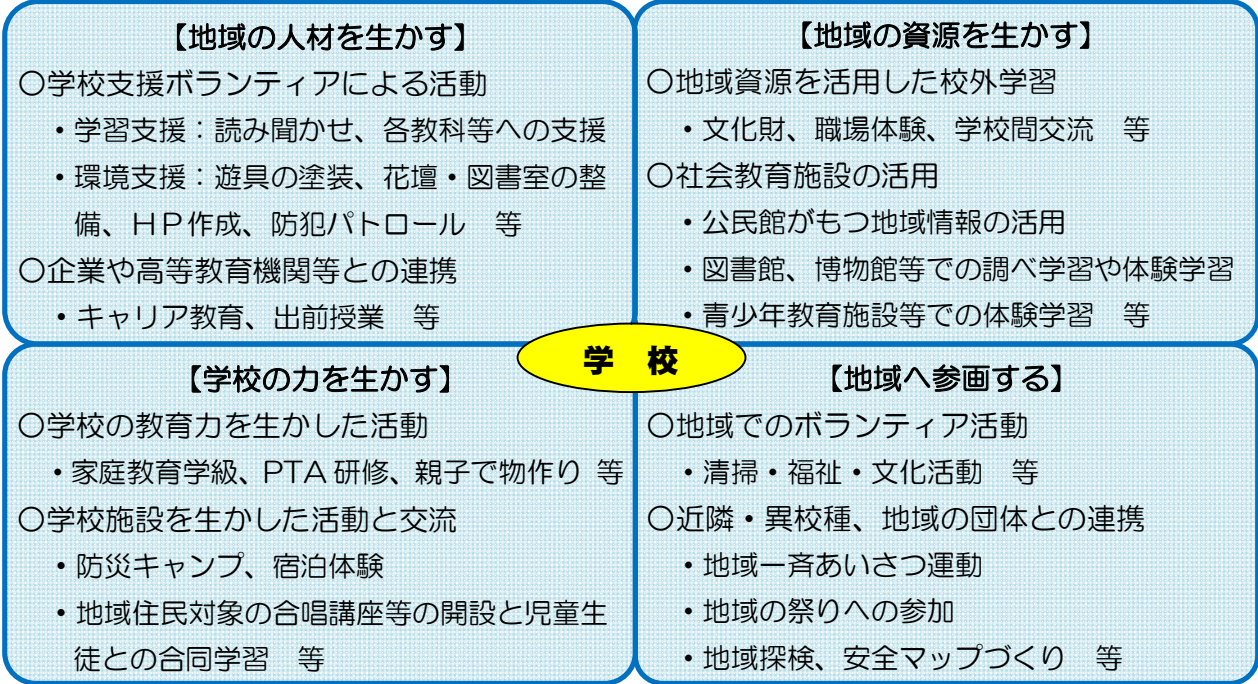 【地域の人材を生かす】
○学校支援ボランティアによる活動
・学習支援：読み聞かせ、各教科等への支援
・環境支援：遊具の塗装、花壇・図書室の整
備、ＨＰ作成、防犯パトロール　等
○企業や高等教育機関等との連携
・キャリア教育、出前授業　等
【地域の資源を生かす】
○地域資源を活用した校外学習
・文化財、職場体験、学校間交流　等
○社会教育施設の活用
・公民館がもつ地域情報の活用
・図書館、博物館等での調べ学習や体験学習
・青少年教育施設等での体験学習　等
学　校
【学校の力を生かす】
○学校の教育力を生かした活動
・家庭教育学級、PTA 研修、親子で物作り 等
○学校施設を生かした活動と交流
・防災キャンプ、宿泊体験
・地域住民対象の合唱講座等の開設と児童生
徒との合同学習　等
【地域へ参画する】
○地域でのボランティア活動
・清掃・福祉・文化活動　等
○近隣・異校種、地域の団体との連携
・地域一斉あいさつ運動
・地域の祭りへの参加
・地域探検、安全マップづくり　等